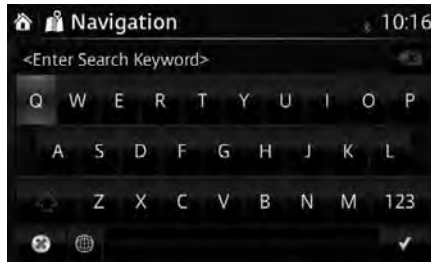 Navigation 10:16
<Enter Search Keyword>
Q W E R T Y U I O P
A S D F G H J K L
Z X C V B N M 123